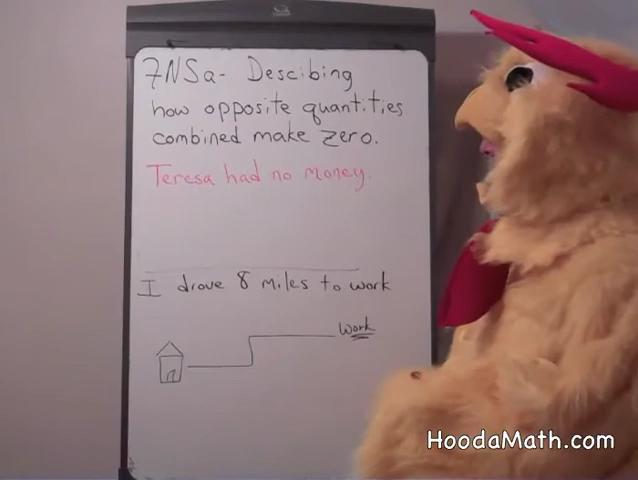 7NSa- Descibing
how opposite quantities
combined make zero.
Teresa had no money.
I drove 8 miles to work
work
HoodaMath.com